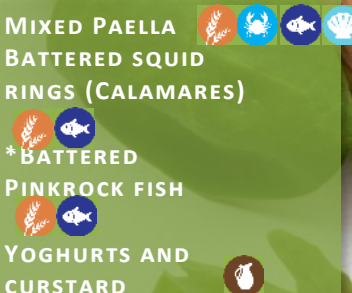 MIXED PAELLA
BATTERED SQUID
RINGS (CALAMARES)
*BATTERED
PINKROCK FISH
YOGHURTS AND
CURSTARD